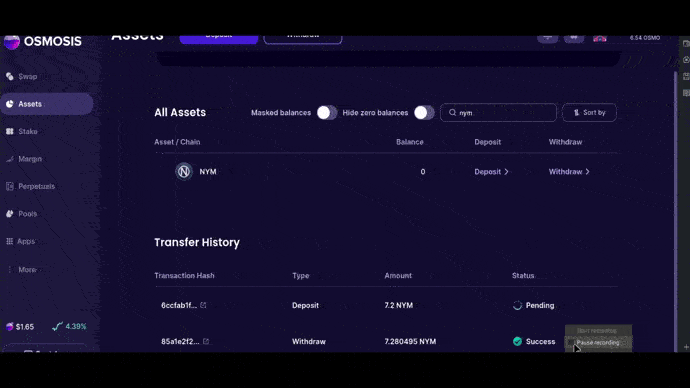 OSMOSIS
Assets
Deposit
Withdraw
6.54 OSMO
Swap
Assets
Stake
Margin
Perpetuals
Pools
Apps
More
$1.65 4.39%
All Assets
Masked balances
Hide zero balances
nym
Sort by
Asset / Chain Balance Deposit Withdraw
NYM 0 Deposit Withdraw
Transfer History
Transaction Hash Type Amount Status
6ccfab1f... Deposit 7.2 NYM Pending
85a1e2f2... Withdraw 7.280495 NYM Success
Pause recording